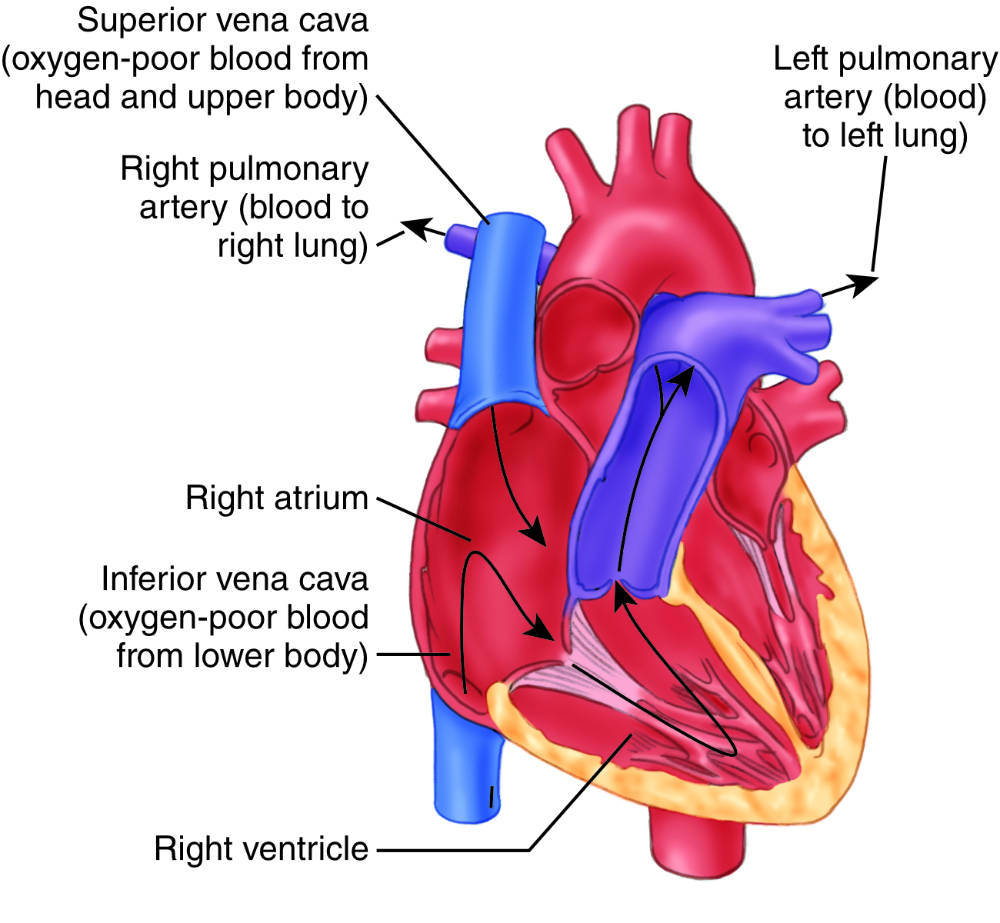 Superior vena cava
(oxygen-poor blood from
head and upper body)
Left pulmonary
artery (blood)
to left lung)
Right pulmonary
artery (blood to
right lung)
Right atrium
Inferior vena cava
(oxygen-poor blood
from lower body)
Right ventricle